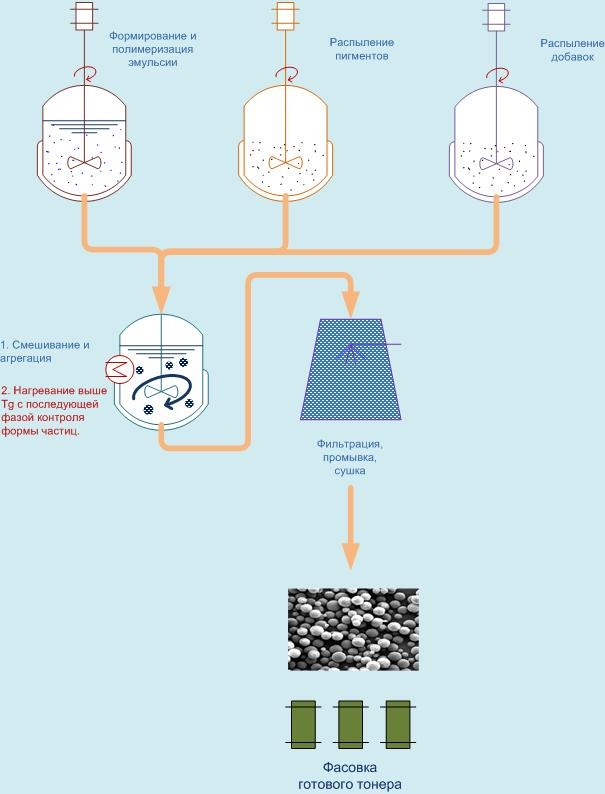 Формирование и
полимеризация
эмульсии
Распыление
пигментов
Распыление
добавок
1. Смешивание и
агрегация
2. Нагревание выше
Tg с последующей
фазой контроля
формы частиц.
Фильтрация,
промывка,
сушка
Фасовка
готового тонера